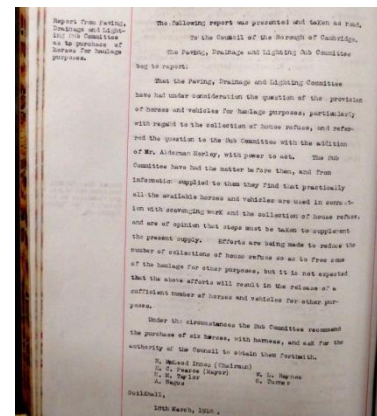 Report from Paving,
Drainage and Light-
ing Sub Committee
as to purchase of
horses for haulage
purposes.
The following report was presented and taken as read.
To the Council of the Borough of Cambridge.
The Paving, Drainage and Lighting Sub Committee
beg to report:
That the Paving, Drainage and Lighting Committee
have had under consideration the question of the provision
of horses and vehicles for haulage purposes, particularly
with regard to the collection of house refuse, and refer-
red the question to the Sub Committee with the addition
of Mr. Alderman Morley, with power to act. The Sub
Committee have had the matter before them, and from
information supplied to them they find that practically
all the available horses and vehicles are used in connect-
ion with scavenging work and the collection of house refuse,
and are of opinion that steps must be taken to supplement
the present supply. Efforts are being made to reduce the
number of collections of house refuse so as to free some
of the haulage for other purposes, but it is not expected
that the above efforts will result in the release of a
sufficient number of horses and vehicles for other pur-
poses.
Under the circumstances the Sub Committee recommend
the purchase of six horses, with harness, and ask for the
authority of the Council to obtain them forthwith.
McLeod Innes (Chairman)
Pearce (Mayor) W. L. Raynes
Taylor Turner
A. Negus
Guildhall,
March,